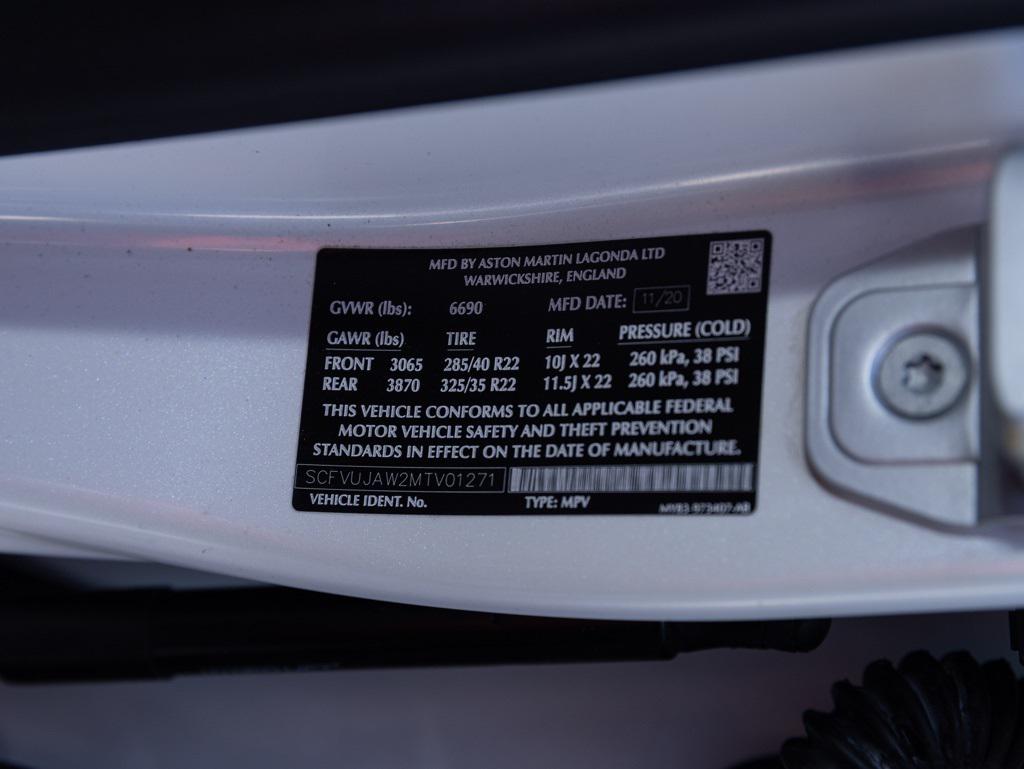 MFD BY ASTON MARTIN LAGONDA LTD
WARWICKSHIRE, ENGLAND
GVWR (lbs): 6690 MFD DATE: 11/20
GAWR (lbs) TIRE RIM PRESSURE (COLD)
FRONT 3065 285/40 R22 10J X 22 260 kPa, 38 PSI
REAR 3870 325/35 R22 11.5J X 22 260 kPa, 38 PSI
THIS VEHICLE CONFORMS TO ALL APPLICABLE FEDERAL
MOTOR VEHICLE SAFETY AND THEFT PREVENTION
STANDARDS IN EFFECT ON THE DATE OF MANUFACTURE.
SCFVUJAW2MTV01271
VEHICLE IDENT. No. TYPE: MPV